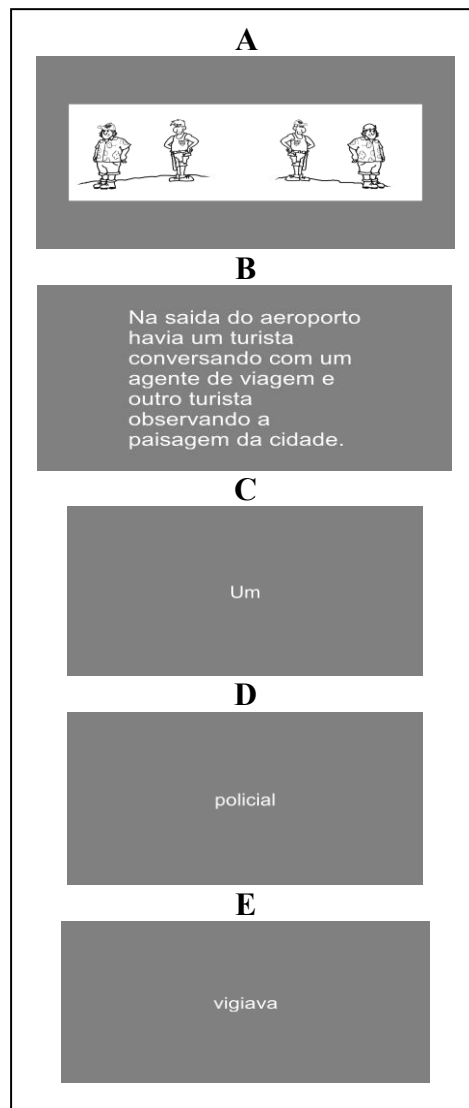 A
B
Na saida do aeroporto
havia um turista
conversando com um
agente de viagem e
outro turista
observando a
paisagem da cidade.
C
Um
D
policial
E
vigiava